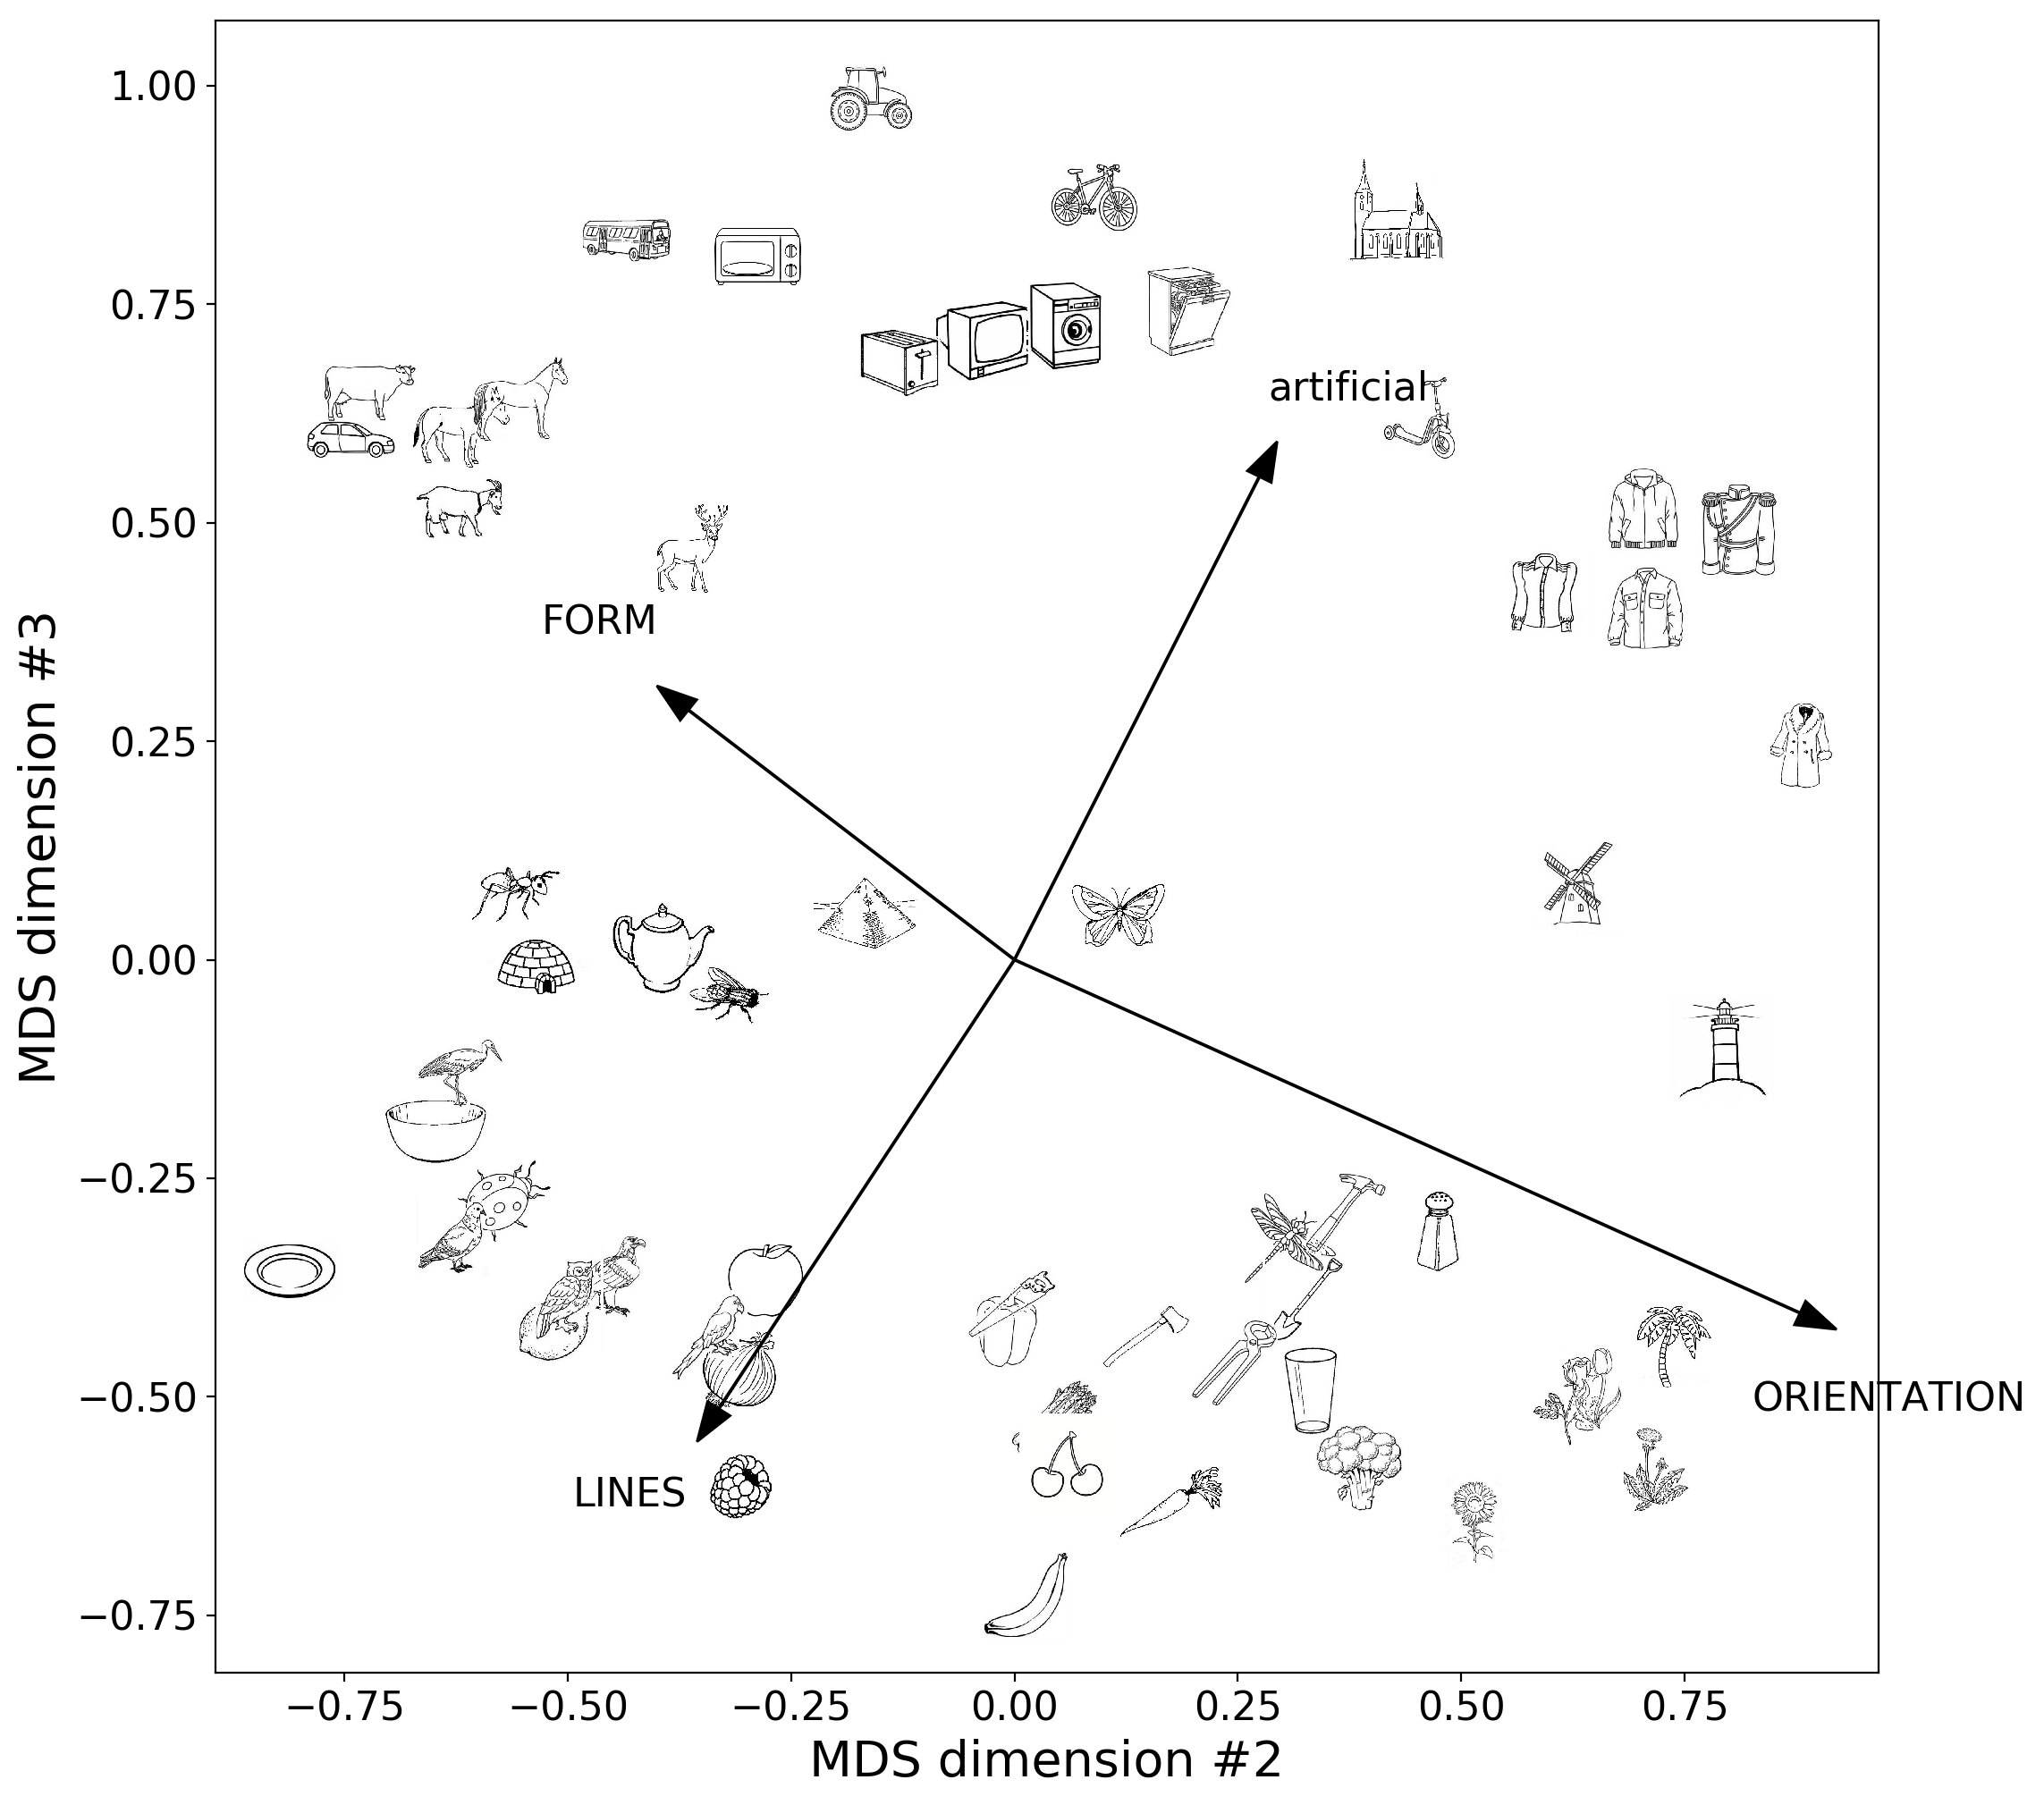 1.00
0.75
0.50
0.25
0.00
−0.25
−0.50
−0.75
MDS dimension #3
artificial
FORM
ORIENTATION
LINES
−0.75 −0.50 −0.25 0.00 0.25 0.50 0.75
MDS dimension #2